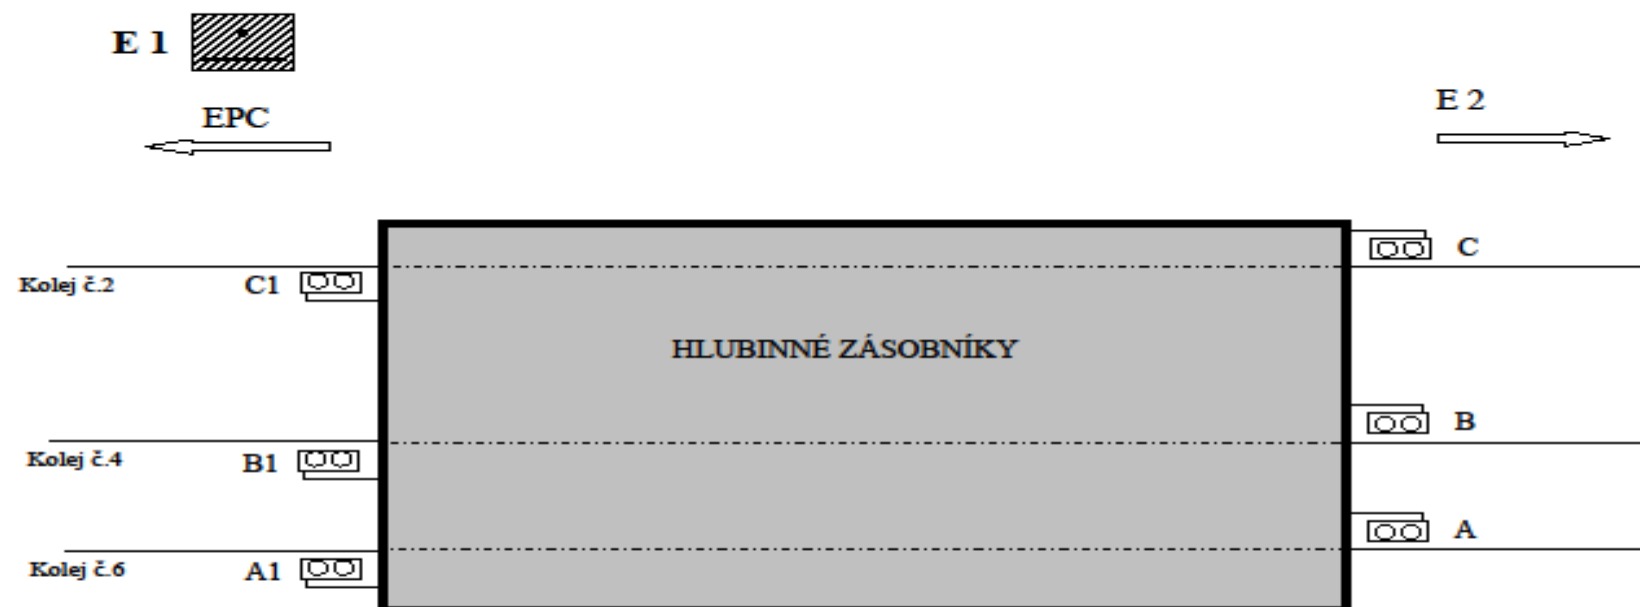 E 1
EPC
E 2
C
Kolej č.2
C1
HLUBINNÉ ZÁSOBNÍKY
B
Kolej č.4
B1
A
Kolej č.6
A1